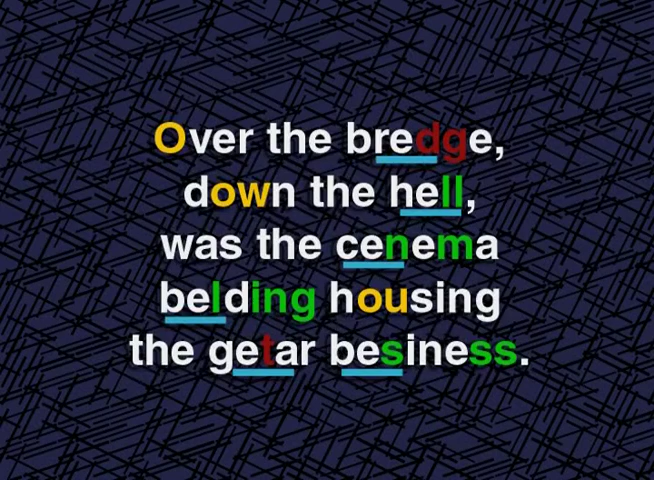 Over the bredge,
down the hell,
was the cenema
belding housing
the getar besiness.